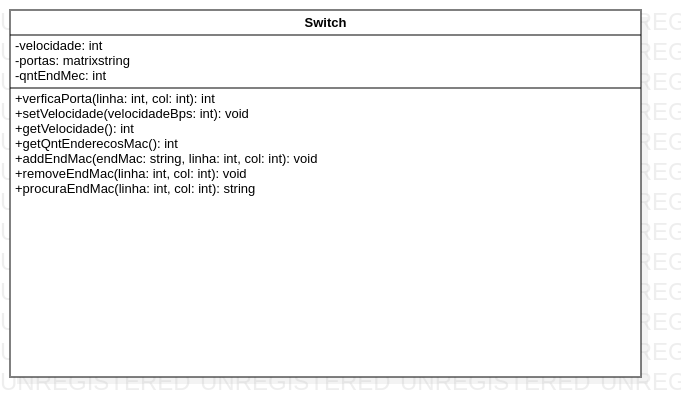 Switch
-velocidade: int
-portas: matrixstring
-qntEndMec: int
+verficaPorta(linha: int, col: int): int
+setVelocidade(velocidadeBps: int): void
+getVelocidade(): int
+getQntEnderecosMac(): int
+addEndMac(endMac: string, linha: int, col: int): void
+removeEndMac(linha: int, col: int): void
+procuraEndMac(linha: int, col: int): string
UNREGISTERED UNREGISTERED UNREGISTERED UNREG